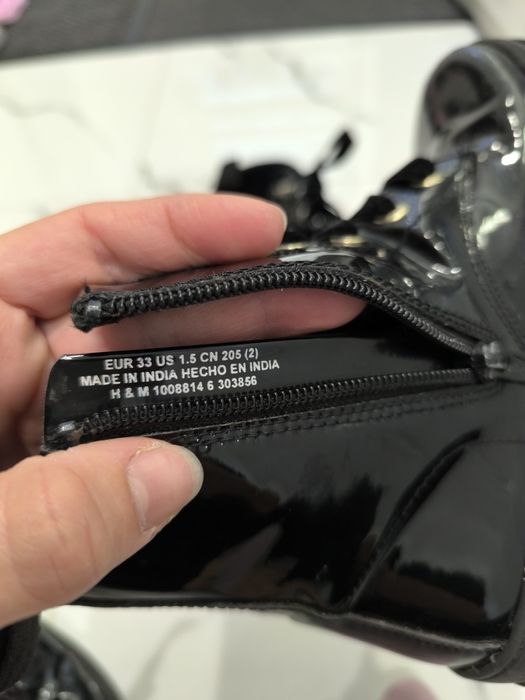 EUR 33 US 1.5 CN 205 (2)
MADE IN INDIA HECHO EN INDIA
H & M 1008814 6 303856